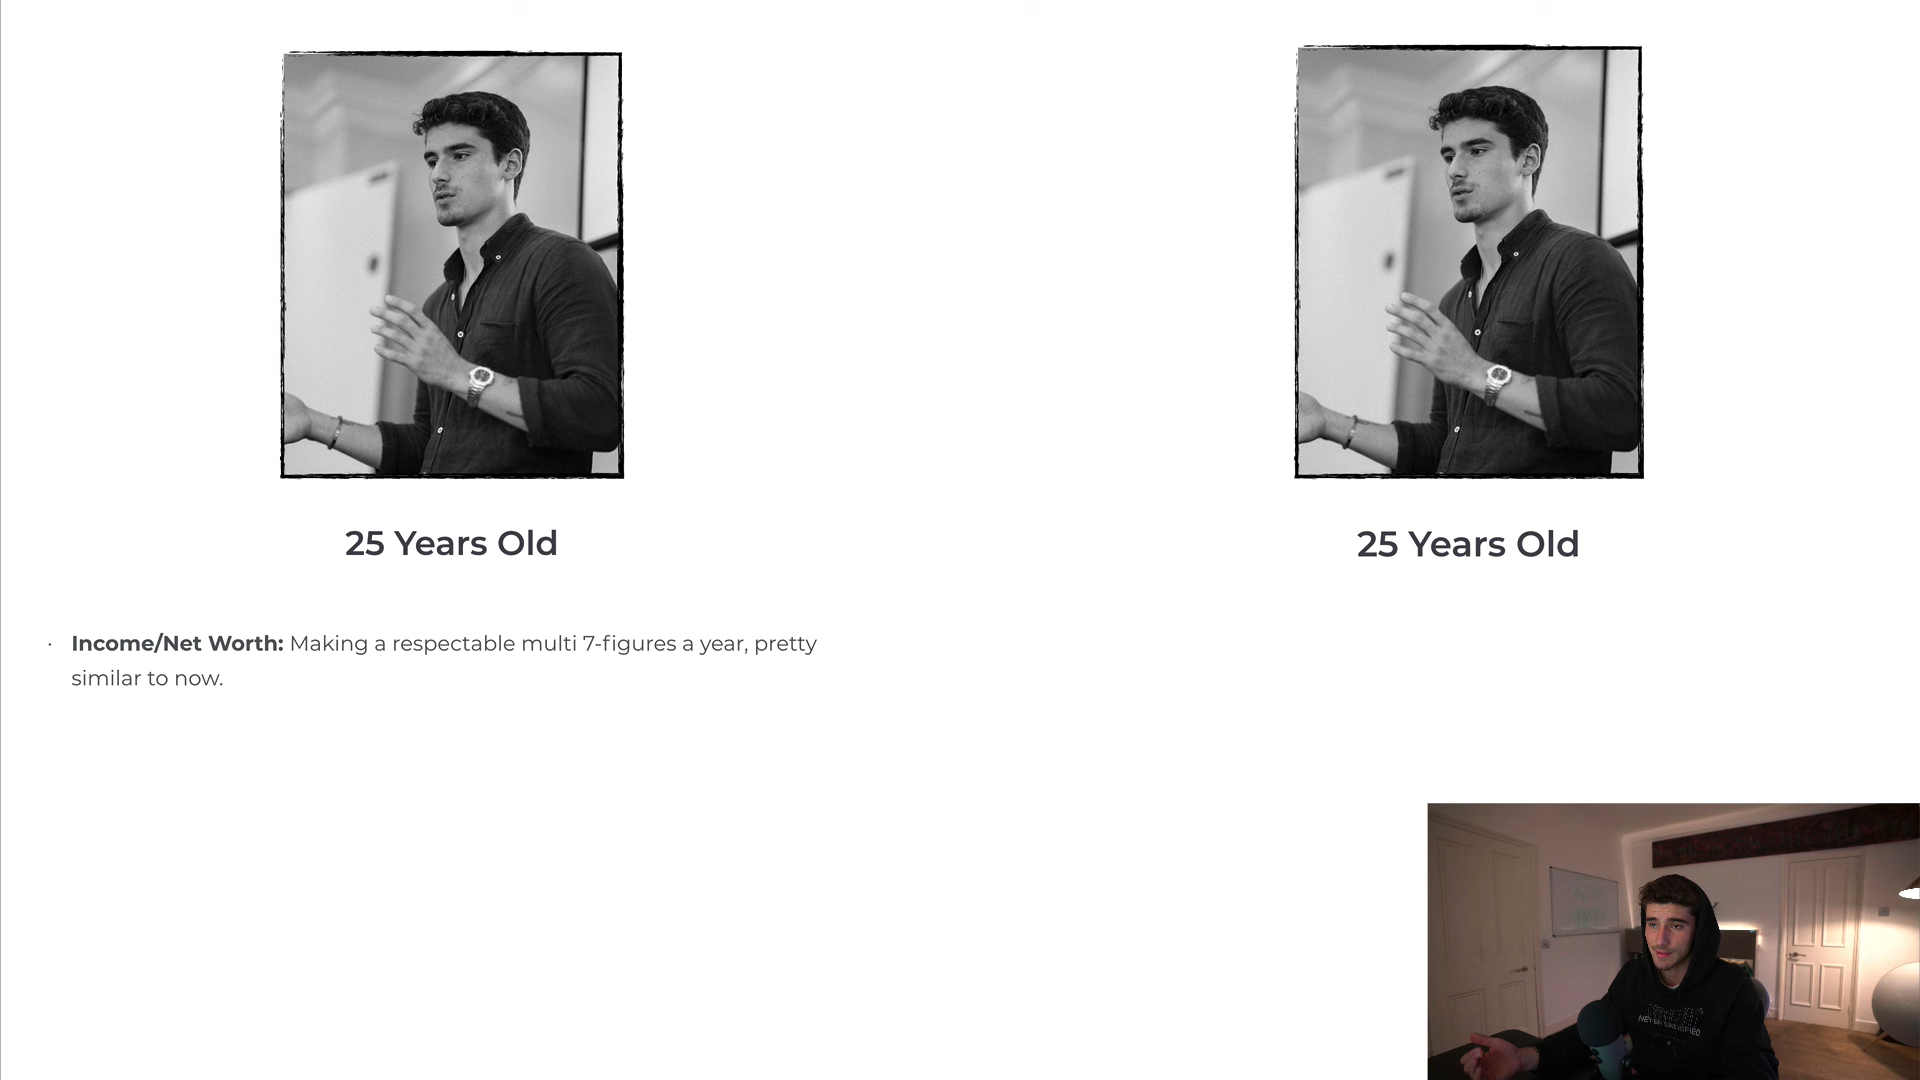 25 Years Old
25 Years Old
· Income/Net Worth: Making a respectable multi 7-figures a year, pretty
similar to now.